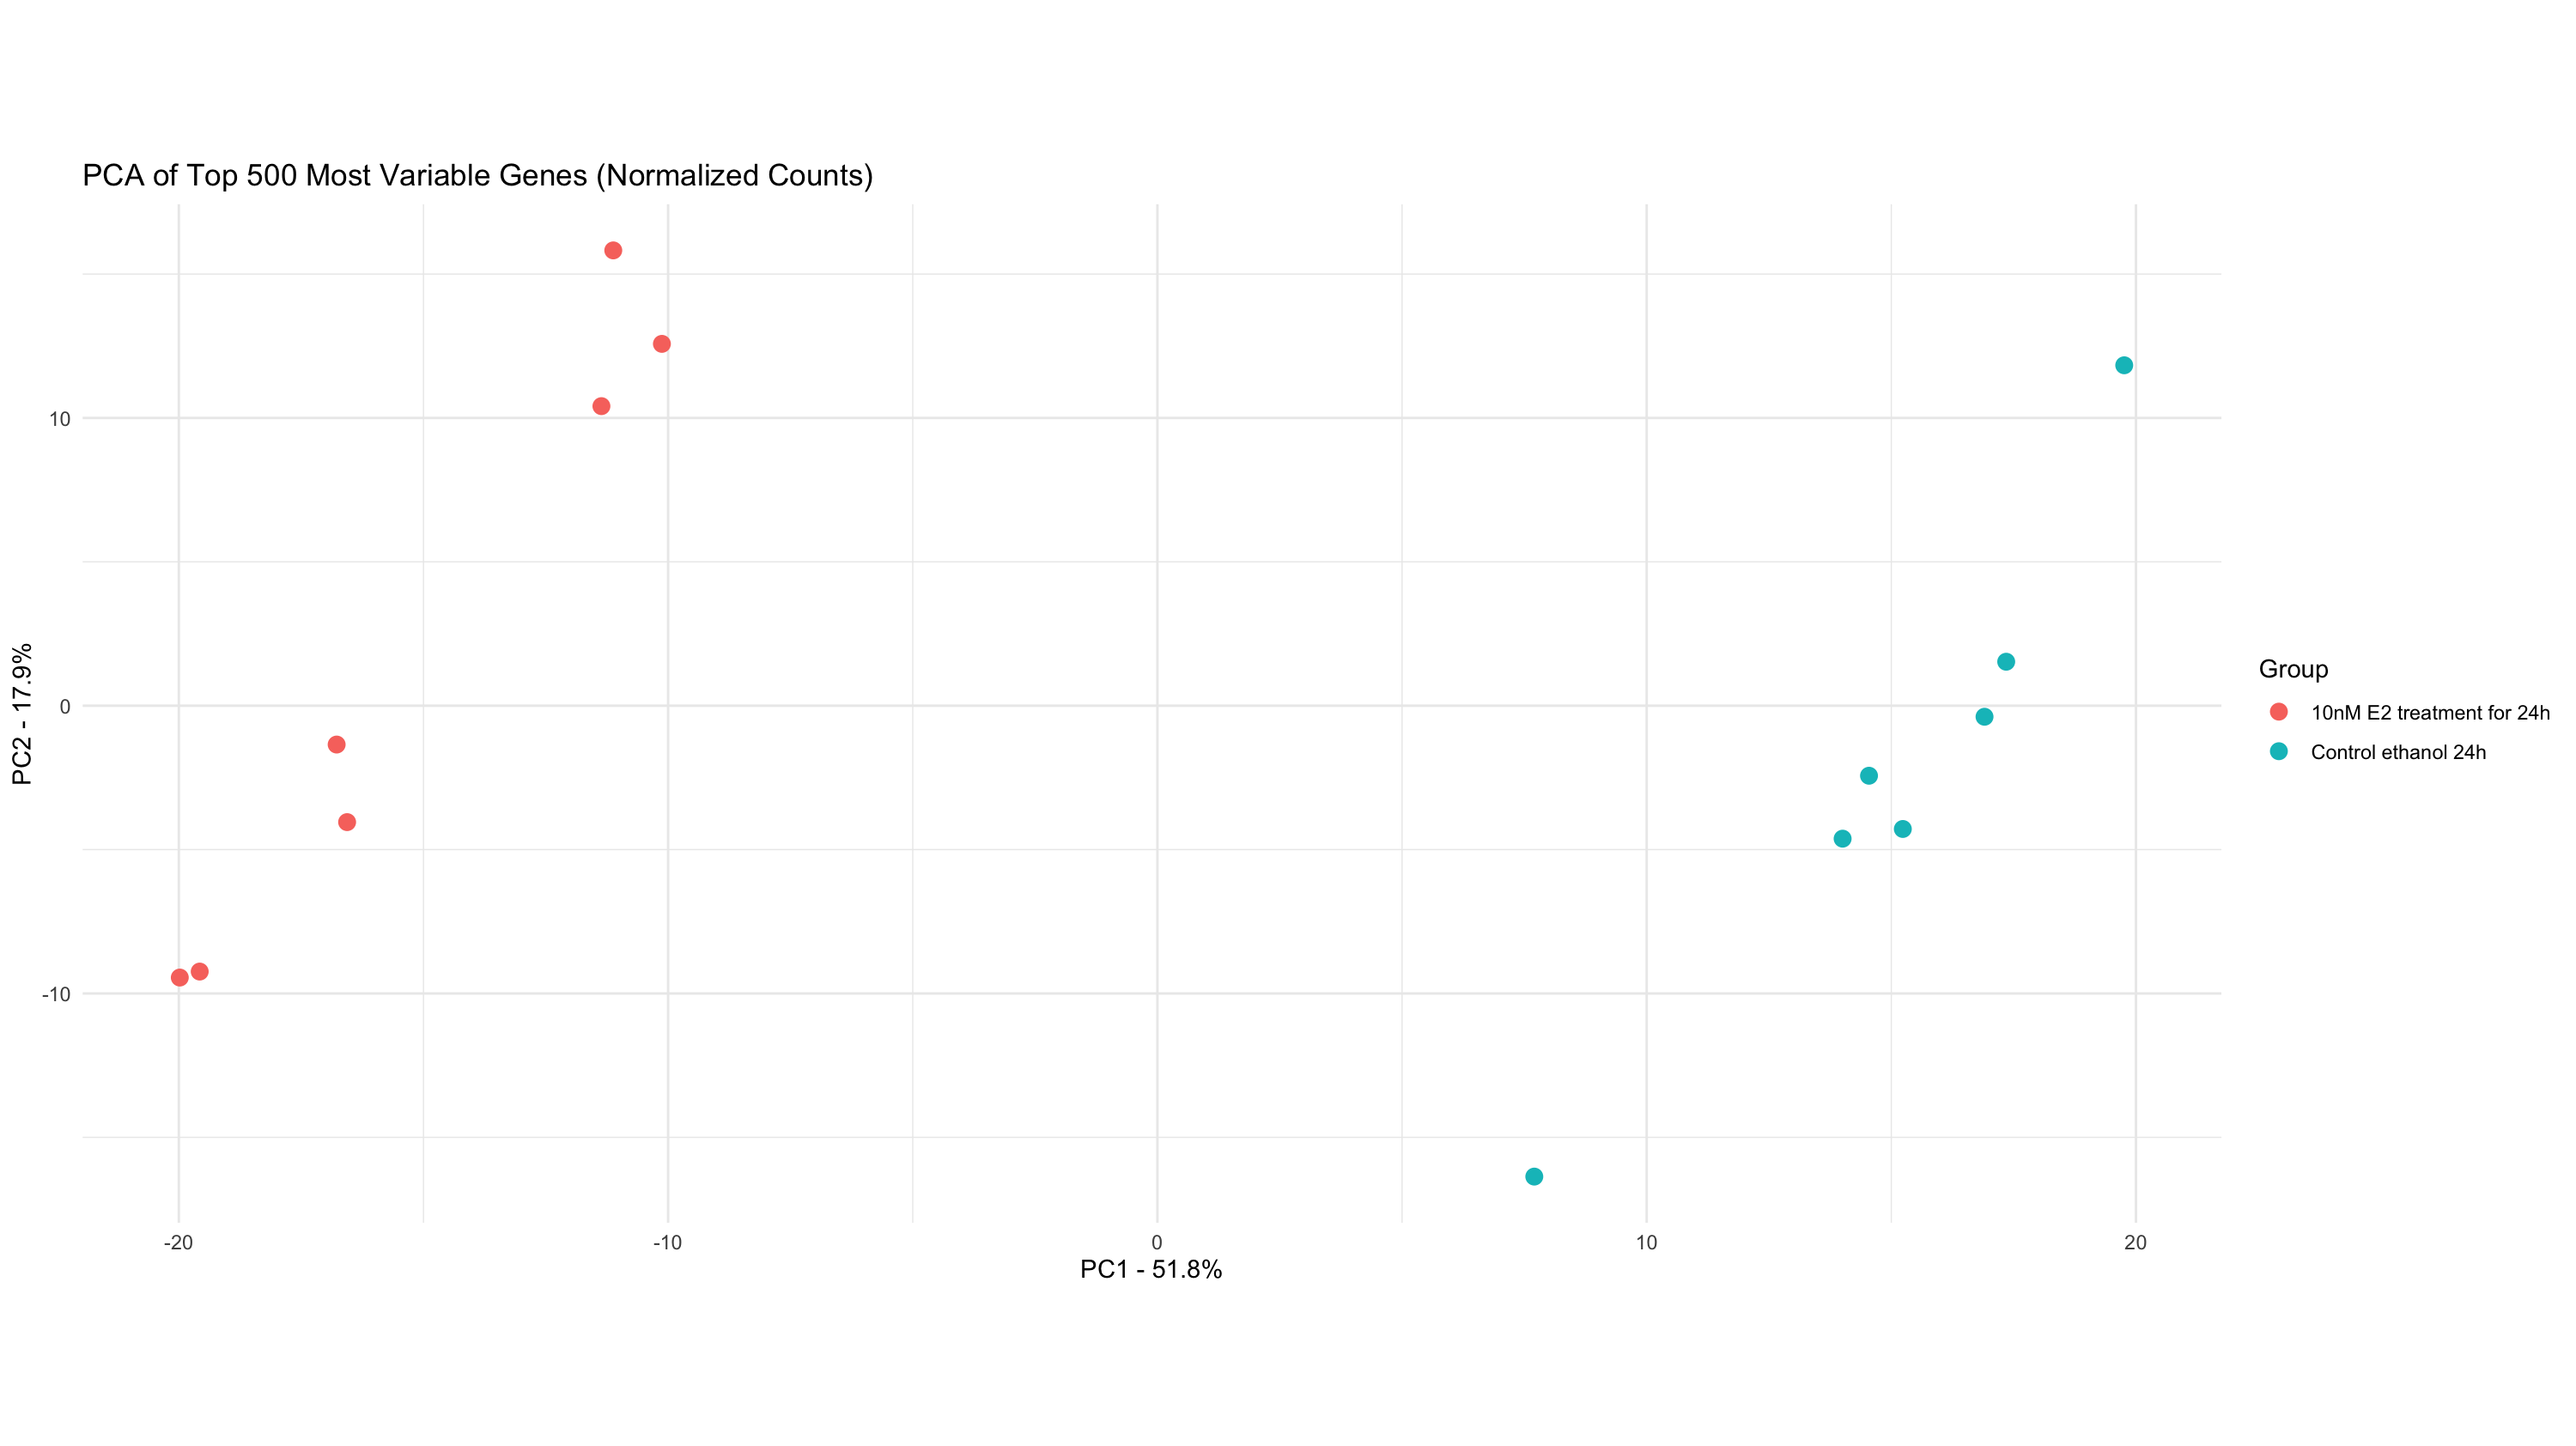 PCA of Top 500 Most Variable Genes (Normalized Counts)
10
0
-10
PC2 - 17.9%
-20
-10
0
10
20
PC1 - 51.8%
Group
10nM E2 treatment for 24h
Control ethanol 24h